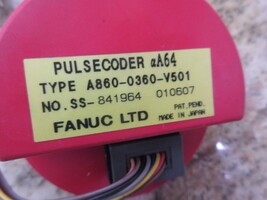 PULSECODER αA64
TYPE A860-0360-V501
NO.SS-841964 010607
PAT.PEND.
FANUC LTD MADE IN JAPAN